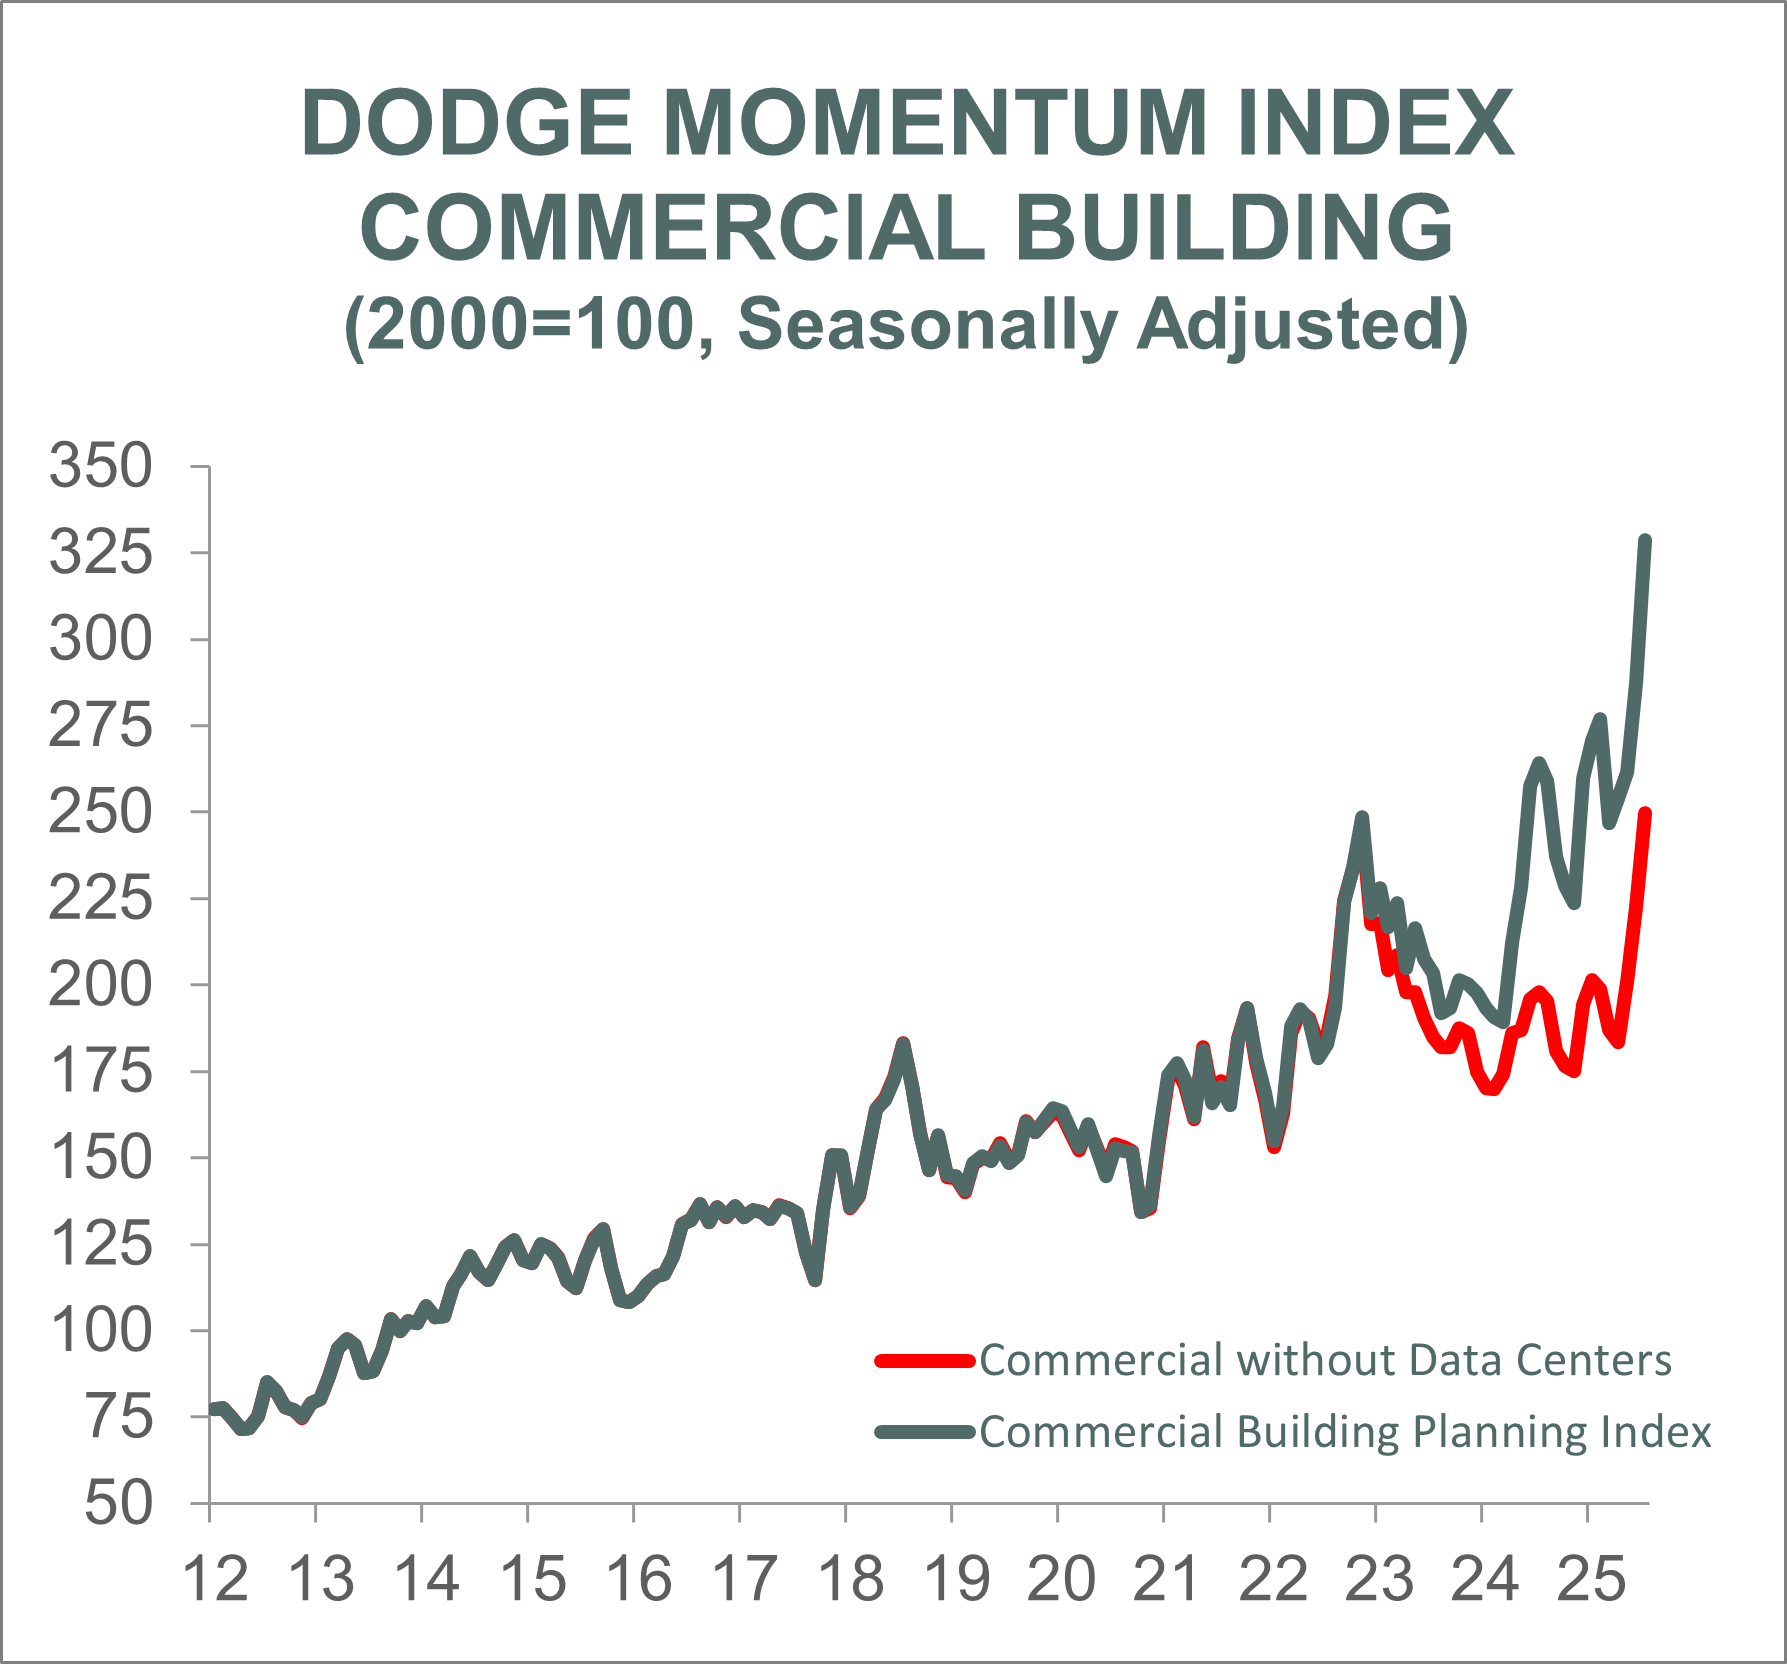 DODGE MOMENTUM INDEX
COMMERCIAL BUILDING
(2000=100, Seasonally Adjusted)
350
325
300
275
250
225
200
175
150
125
100
75
50
Commercial without Data Centers
Commercial Building Planning Index
12 13 14 15 16 17 18 19 20 21 22 23 24 25